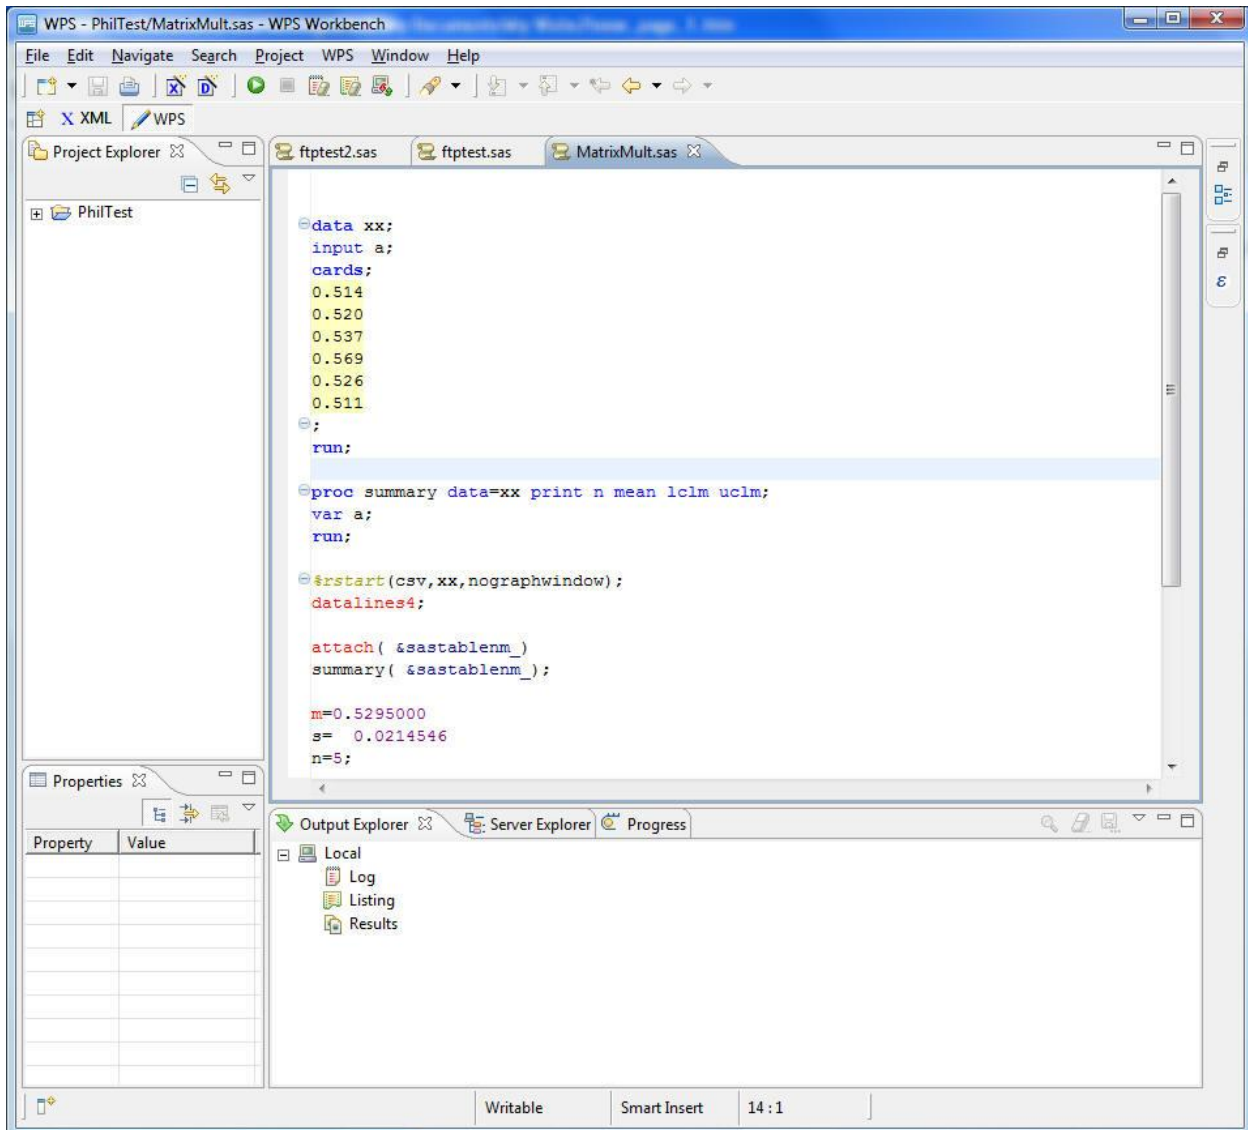 WPS - PhilTest/MatrixMult.sas - WPS Workbench
File Edit Navigate Search Project WPS Window Help
X XML WPS
Project Explorer
ftptest2.sas ftptest.sas MatrixMult.sas
PhilTest
data xx;
input a;
cards;
0.514
0.520
0.537
0.569
0.526
0.511
;
run;
proc summary data=xx print n mean lclm uclm;
var a;
run;
%rstart(csv,xx,nographwindow);
datalines4;
attach( &sastablenm_)
summary( &sastablenm_);
m=0.5295000
s=  0.0214546
n=5;
Properties
Property Value
Output Explorer Server Explorer Progress
Local
Log
Listing
Results
Writable Smart Insert 14 : 1